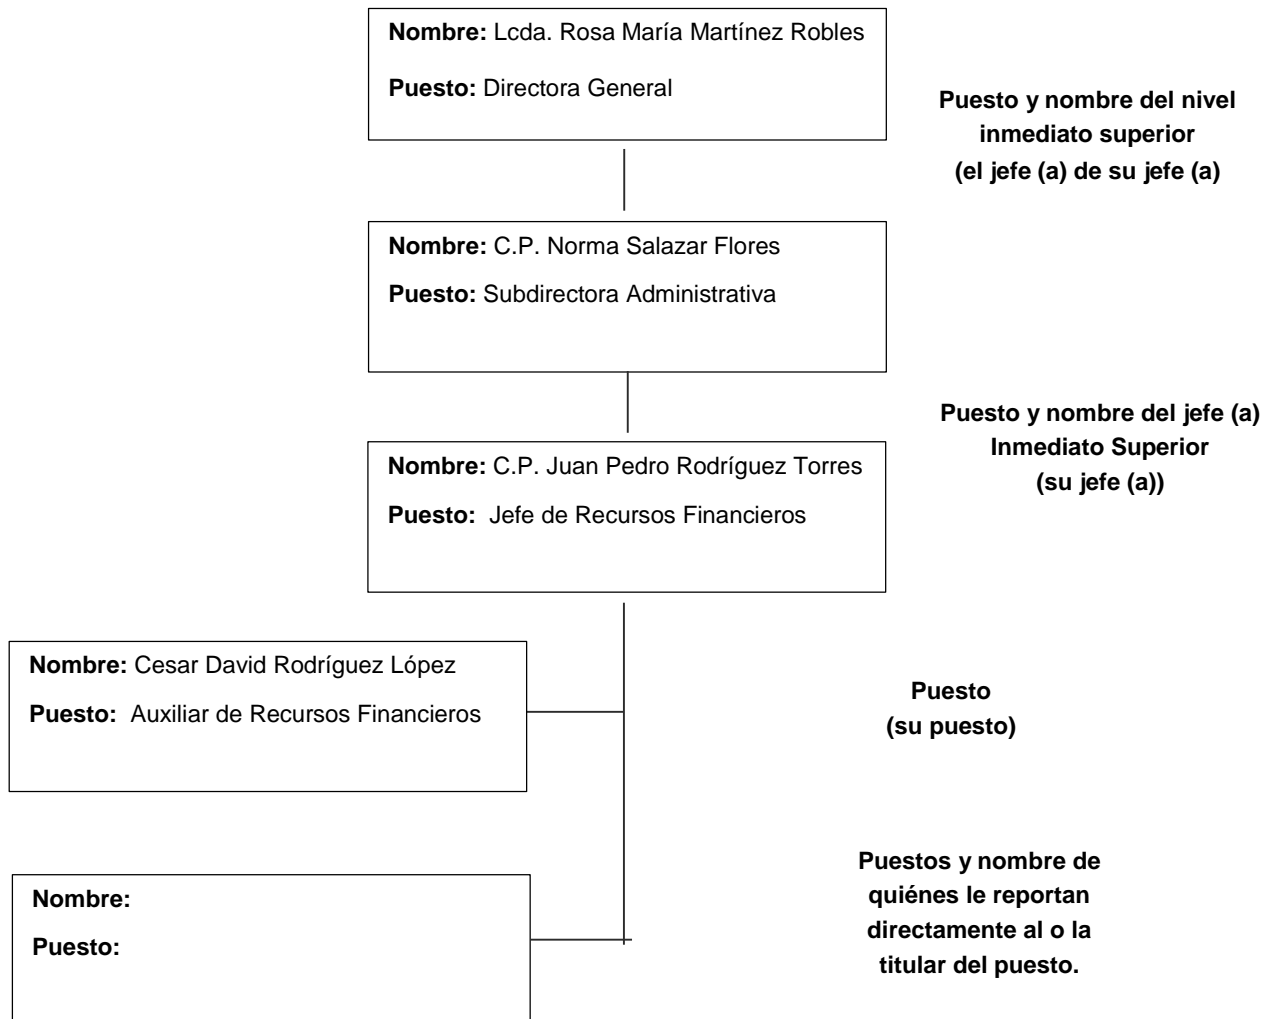 Nombre: Lcda. Rosa María Martínez Robles
Puesto: Directora General
Puesto y nombre del nivel
inmediato superior
(el jefe (a) de su jefe (a)
Nombre: C.P. Norma Salazar Flores
Puesto: Subdirectora Administrativa
Puesto y nombre del jefe (a)
Inmediato Superior
(su jefe (a))
Nombre: C.P. Juan Pedro Rodríguez Torres
Puesto: Jefe de Recursos Financieros
Nombre: Cesar David Rodríguez López
Puesto: Auxiliar de Recursos Financieros
Puesto
(su puesto)
Nombre:
Puesto:
Puestos y nombre de
quiénes le reportan
directamente al o la
titular del puesto.